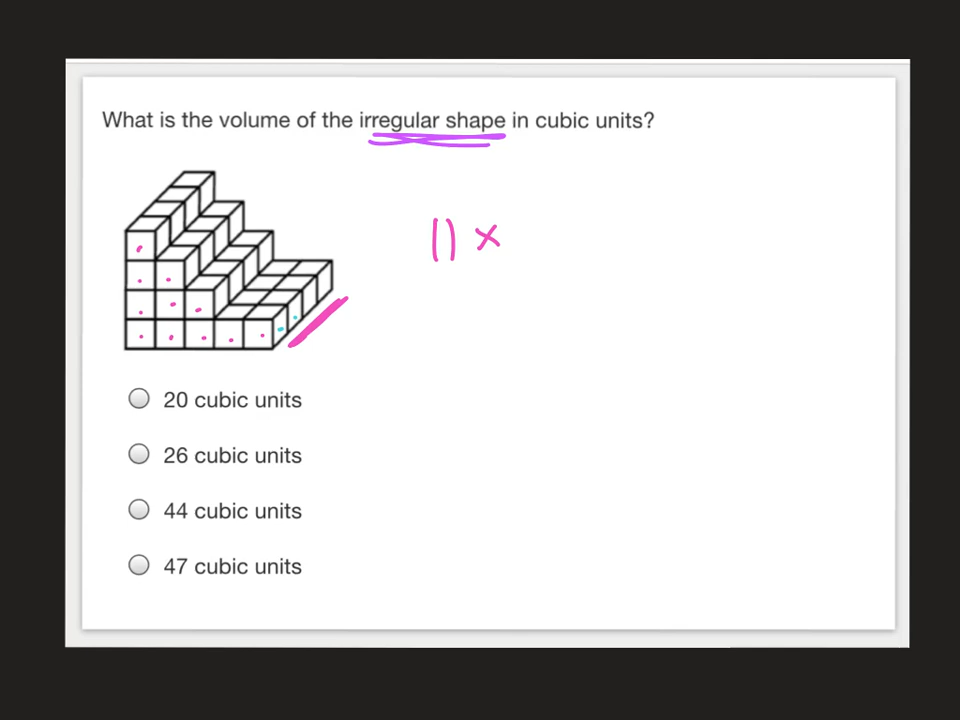 What is the volume of the irregular shape in cubic units?
11 ×
20 cubic units
26 cubic units
44 cubic units
47 cubic units